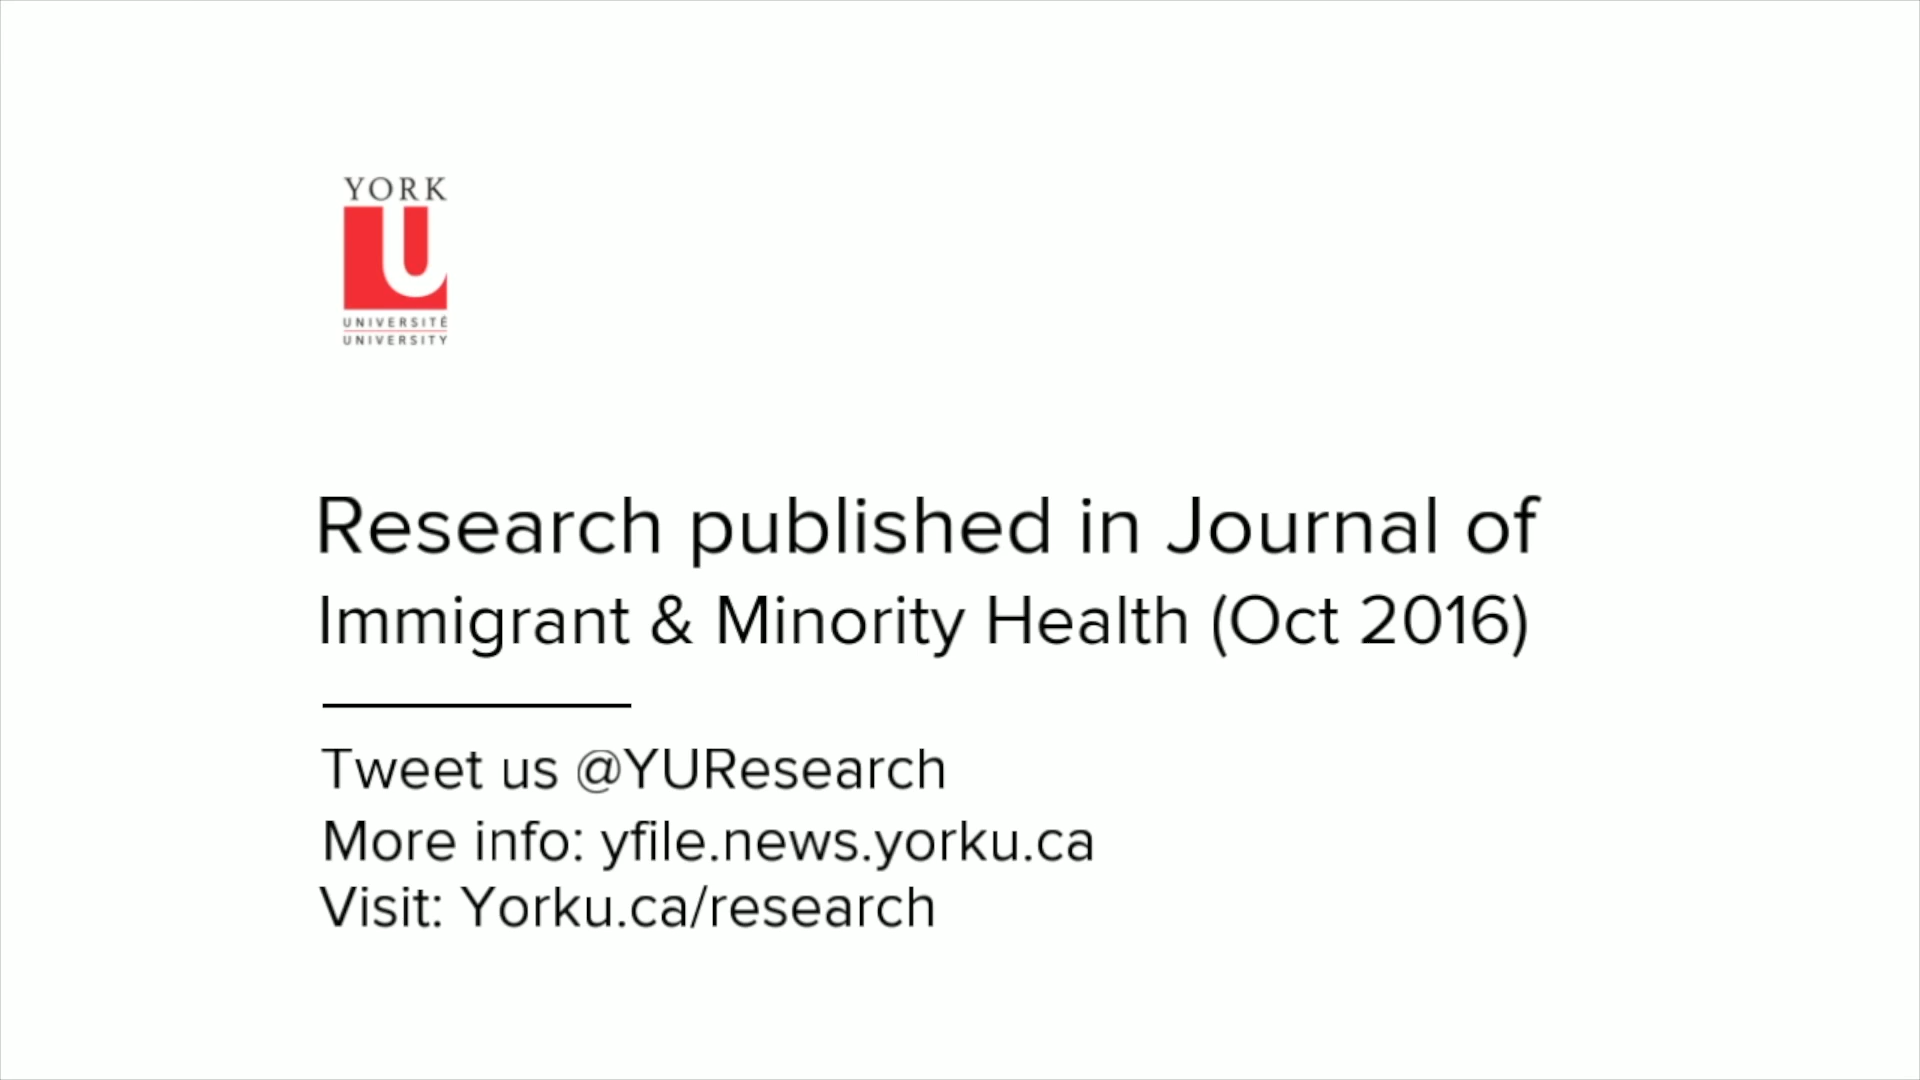 YORK
U
UNIVERSITÉ
UNIVERSITY
Research published in Journal of
Immigrant & Minority Health (Oct 2016)
Tweet us @YUResearch
More info: yfile.news.yorku.ca
Visit: Yorku.ca/research